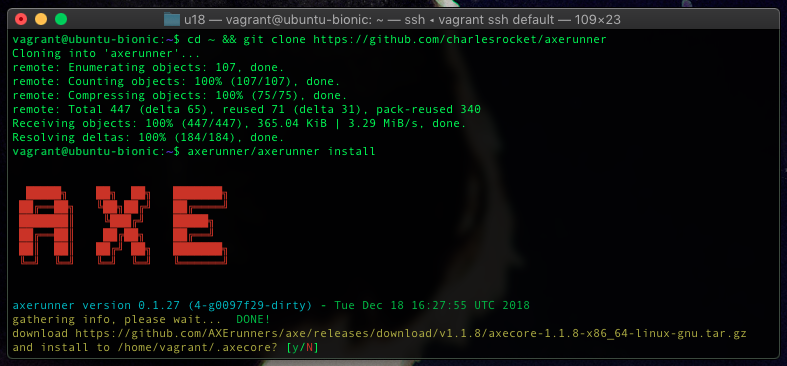 u18 — vagrant@ubuntu-bionic: ~ — ssh ◂ vagrant ssh default — 109×23
vagrant@ubuntu-bionic:~$ cd ~ && git clone https://github.com/charlesrocket/axerunner
Cloning into 'axerunner'...
remote: Enumerating objects: 107, done.
remote: Counting objects: 100% (107/107), done.
remote: Compressing objects: 100% (75/75), done.
remote: Total 447 (delta 65), reused 71 (delta 31), pack-reused 340
Receiving objects: 100% (447/447), 365.04 KiB | 3.29 MiB/s, done.
Resolving deltas: 100% (184/184), done.
vagrant@ubuntu-bionic:~$ axerunner/axerunner install
AXE
axerunner version 0.1.27 (4-g0097f29-dirty) - Tue Dec 18 16:27:55 UTC 2018
gathering info, please wait... DONE!
download https://github.com/AXErunners/axe/releases/download/v1.1.8/axecore-1.1.8-x86_64-linux-gnu.tar.gz
and install to /home/vagrant/.axecore? [y/N]